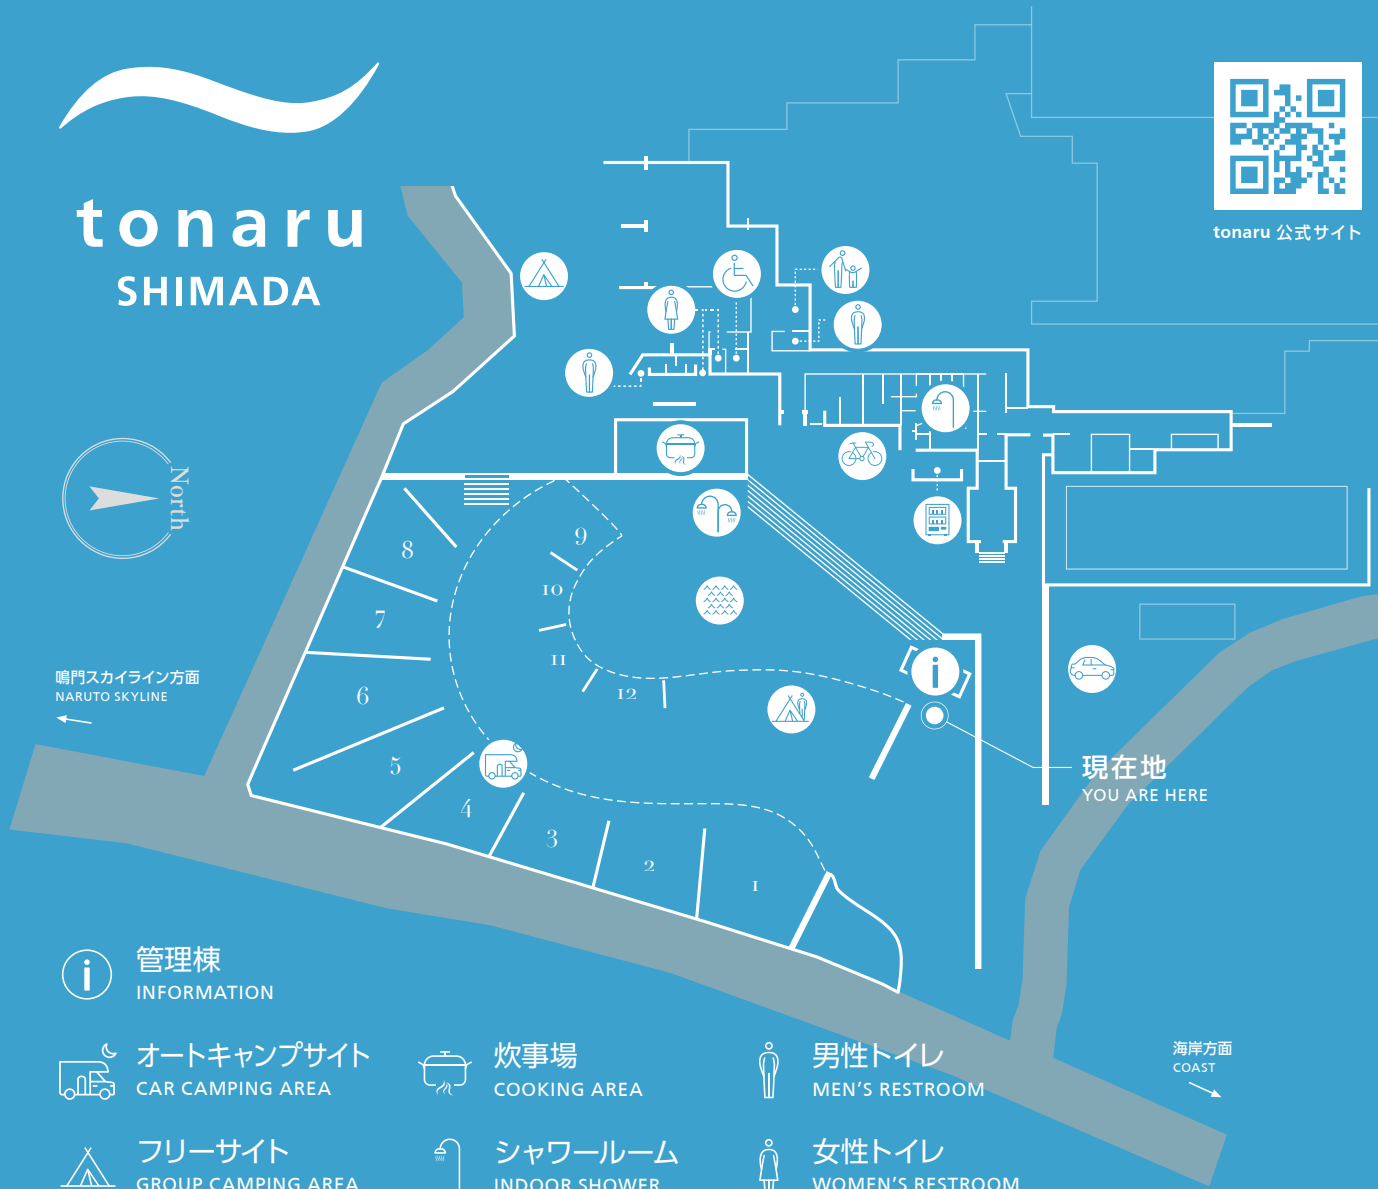 tonaru
SHIMADA
tonaru 公式サイト
North
8
9
7
10
11
6
12
5
4
3
2
1
鳴門スカイライン方面
NARUTO SKYLINE
現在地
YOU ARE HERE
管理棟
INFORMATION
オートキャンプサイト
CAR CAMPING AREA
炊事場
COOKING AREA
男性トイレ
MEN'S RESTROOM
海岸方面
COAST
フリーサイト
GROUP CAMPING AREA
シャワールーム
INDOOR SHOWER
女性トイレ
WOMEN'S RESTROOM